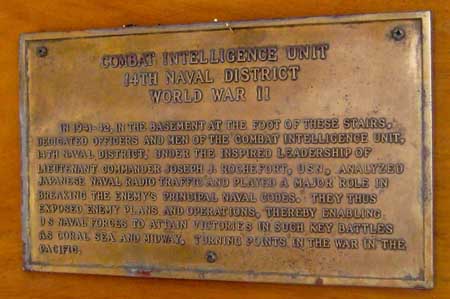 COMBAT INTELLIGENCE UNIT
14TH NAVAL DISTRICT
WORLD WAR II
IN 1941-42, IN THE BASEMENT AT THE FOOT OF THESE STAIRS,
DEDICATED OFFICERS AND MEN OF THE COMBAT INTELLIGENCE UNIT,
14TH NAVAL DISTRICT, UNDER THE INSPIRED LEADERSHIP OF
LIEUTENANT COMMANDER JOSEPH J. ROCHEFORT, USN, ANALYZED
JAPANESE NAVAL RADIO TRAFFIC AND PLAYED A MAJOR ROLE IN
BREAKING THE ENEMY'S PRINCIPAL NAVAL CODES. THEY THUS
EXPOSED ENEMY PLANS AND OPERATIONS, THEREBY ENABLING
US NAVAL FORCES TO ATTAIN VICTORIES IN SUCH KEY BATTLES
AS CORAL SEA AND MIDWAY, TURNING POINTS IN THE WAR IN THE
PACIFIC.